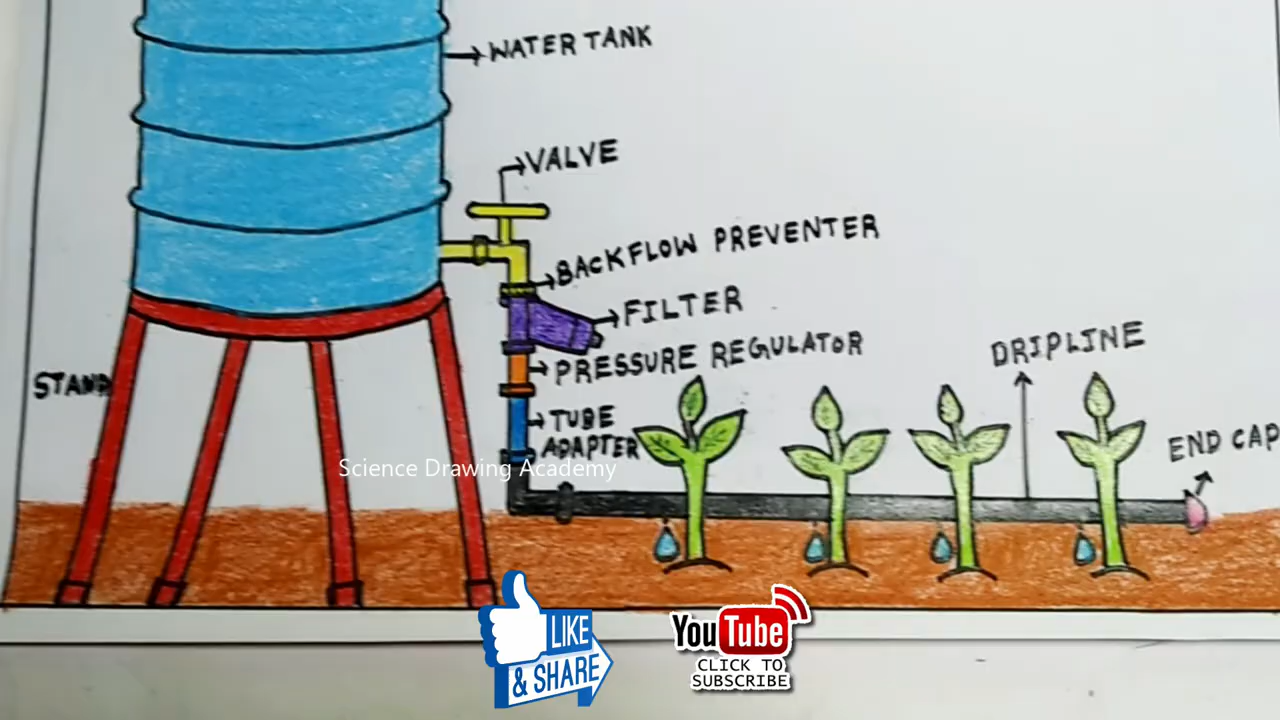 WATER TANK
VALVE
BACKFLOW PREVENTER
FILTER
PRESSURE REGULATOR
DRIPLINE
STAND
TUBE
ADAPTER
END CAP
Science Drawing Academy
LIKE
& SHARE
YouTube
CLICK TO
SUBSCRIBE